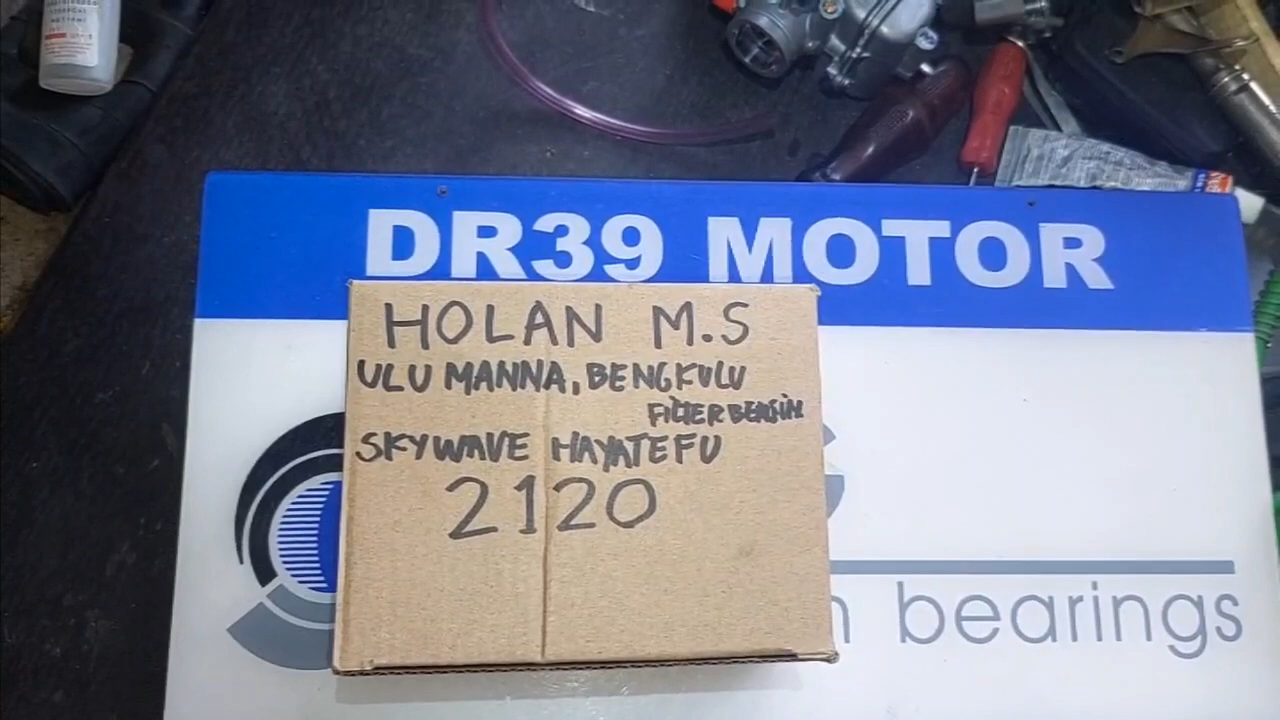 DR39 MOTOR
HOLAN M.S
ULU MANNA, BENGKULU
FILTER BENSIN
SKYWAVE HAYATEFU
2120
bearings